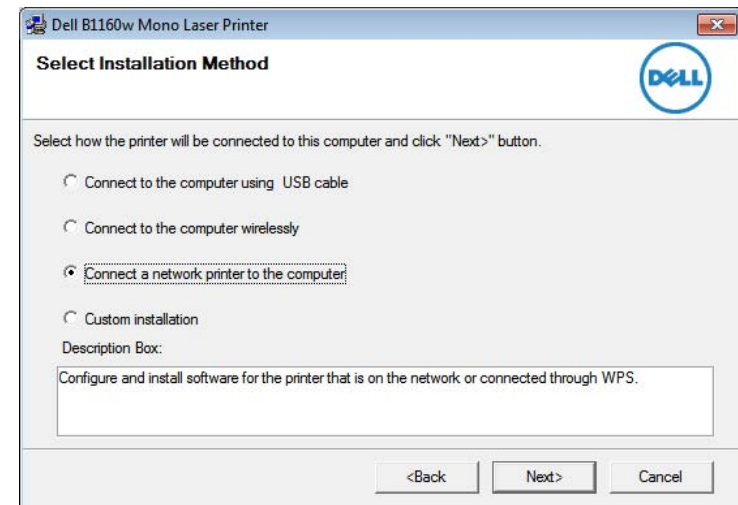 Dell B1160w Mono Laser Printer
Select Installation Method
DELL
Select how the printer will be connected to this computer and click "Next>" button.
Connect to the computer using  USB cable
Connect to the computer wirelessly
Connect a network printer to the computer
Custom installation
Description Box:
Configure and install software for the printer that is on the network or connected through WPS.
<Back
Next>
Cancel